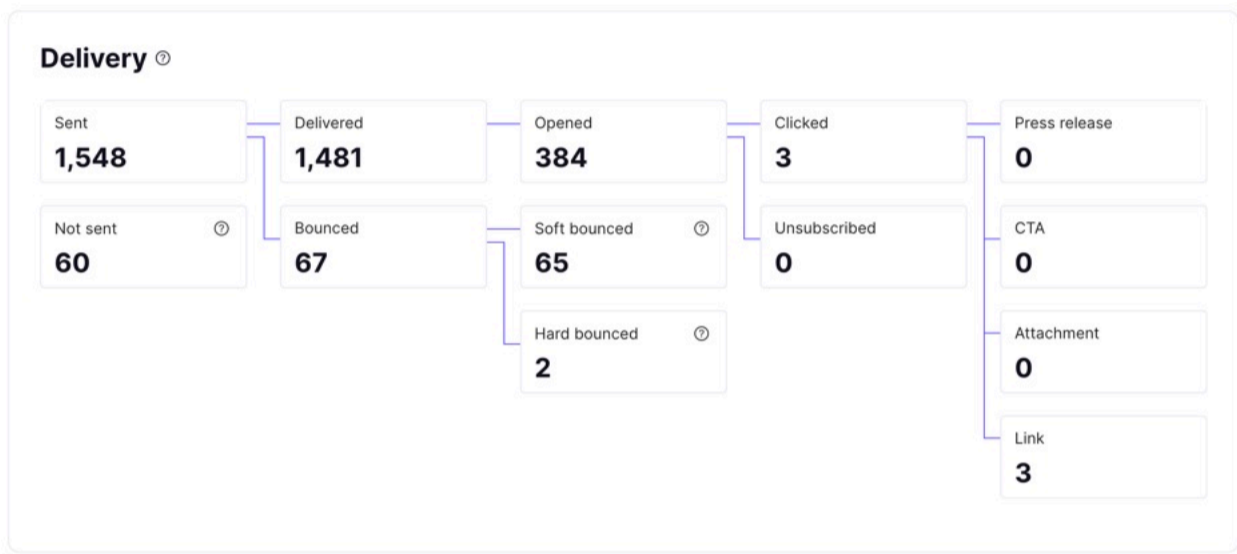 Delivery
Sent
1,548
Delivered
1,481
Opened
384
Clicked
3
Press release
0
Not sent
60
Bounced
67
Soft bounced
65
Unsubscribed
0
CTA
0
Hard bounced
2
Attachment
0
Link
3